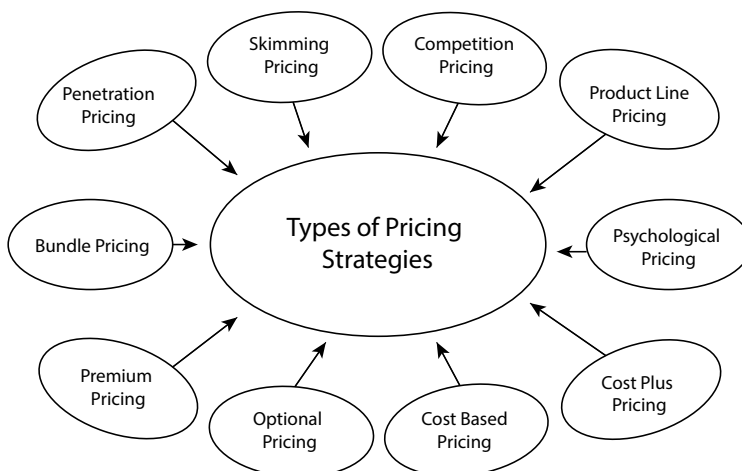 Skimming
Pricing
Competition
Pricing
Penetration
Pricing
Product Line
Pricing
Types of Pricing
Strategies
Bundle Pricing
Psychological
Pricing
Premium
Pricing
Optional
Pricing
Cost Based
Pricing
Cost Plus
Pricing